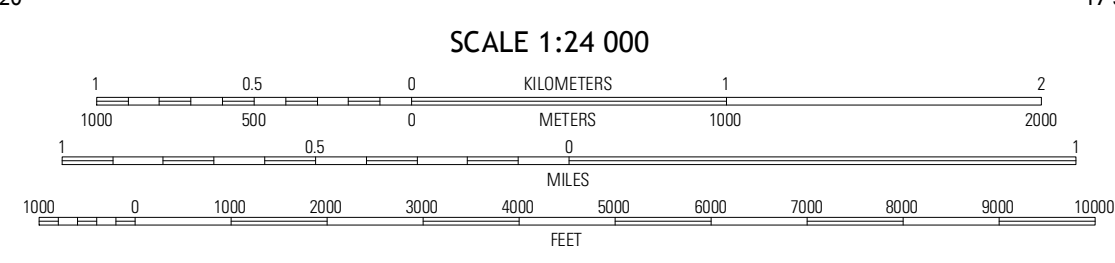 20
SCALE 1:24 000
1 0.5 0 KILOMETERS 1 2
1000 500 0 METERS 1000 2000
1 0.5 0 1
MILES
1000 0 1000 2000 3000 4000 5000 6000 7000 8000 9000 10000
FEET